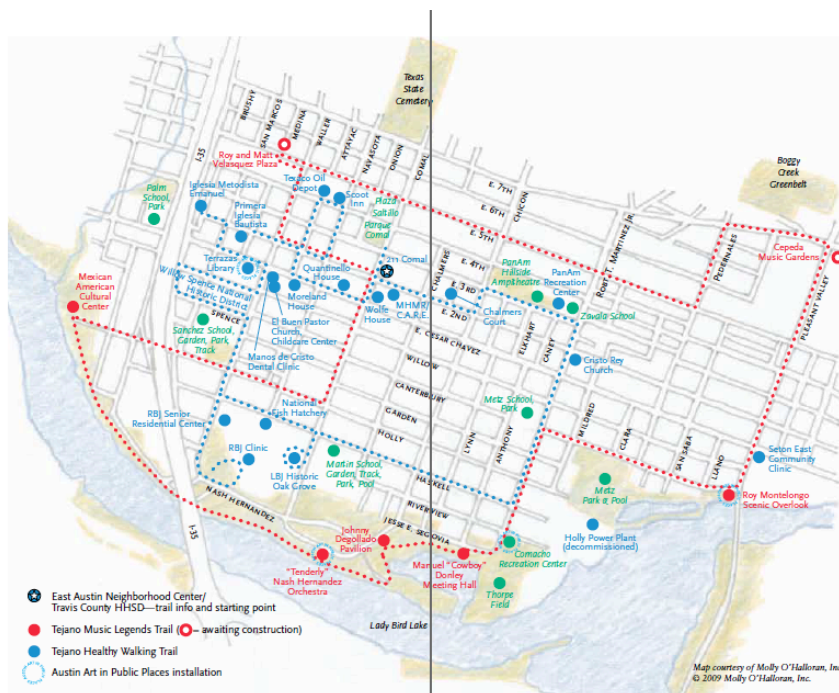 Texas
State
Cemetery
Boggy
Creek
Greenbelt
BRUSHY
SAN MARCOS
MEDINA
WALLER
ATTAYAC
NAVASOTA
ONION
COMAL
I-35
Roy and Matt
Velasquez Plaza
E. 7TH
E. 6TH
E. 5TH
CHICON
Iglesia Metodista
Emanuel
Texaco Oil
Depot
Scoot
Inn
Plaza
Saltillo
Parque
Comal
Palm
School,
Park
Primera
Iglesia
Bautista
ROBT. T. MARTINEZ JR.
PEDERNALES
Cepeda
Music Gardens
PLEASANT VALLEY
Terrazas
Library
Quantinello
House
211 Comal
CHALMERS
E. 4TH
E. 3RD
E. 2ND
PanAm
Hillside
Ampitheatre
PanAm
Recreation
Center
Mexican
American
Cultural
Center
Willow Spence National
Historic District
Moreland
House
Wolfe
House
MHMR/
C.A.R.E.
Chalmers
Court
Zavala School
SPENCE
E. CESAR CHAVEZ
ELKHART
CANEY
Sanchez School,
Garden, Park,
Track
El Buen Pastor
Church,
Childcare Center
Manos de Cristo
Dental Clinic
WILLOW
Cristo Rey
Church
CANTERBURY
GARDEN
HOLLY
Metz School,
Park
RBJ Senior
Residential Center
National
Fish Hatchery
LYNN
ANTHONY
MILDRED
CLARA
SAN SABA
LLANO
RBJ Clinic
LBJ Historic
Oak Grove
Martin School,
Garden, Track,
Park, Pool
HASKELL
Seton East
Community
Clinic
Metz
Park & Pool
Roy Montelongo
Scenic Overlook
NASH HERNANDEZ
RIVERVIEW
JESSE E. SEGOVIA
I-35
Johnny
Degollado
Pavilion
Holly Power Plant
(decommissioned)
"Tenderly"
Nash Hernandez
Orchestra
Manuel "Cowboy"
Donley
Meeting Hall
Comacho
Recreation Center
Thorpe
Field
Lady Bird Lake
East Austin Neighborhood Center/
Travis County HHSD—trail info and starting point
Tejano Music Legends Trail ( – awaiting construction)
Tejano Healthy Walking Trail
Austin Art in Public Places installation
Map courtesy of Molly O'Halloran, Inc
© 2009 Molly O'Halloran, Inc.